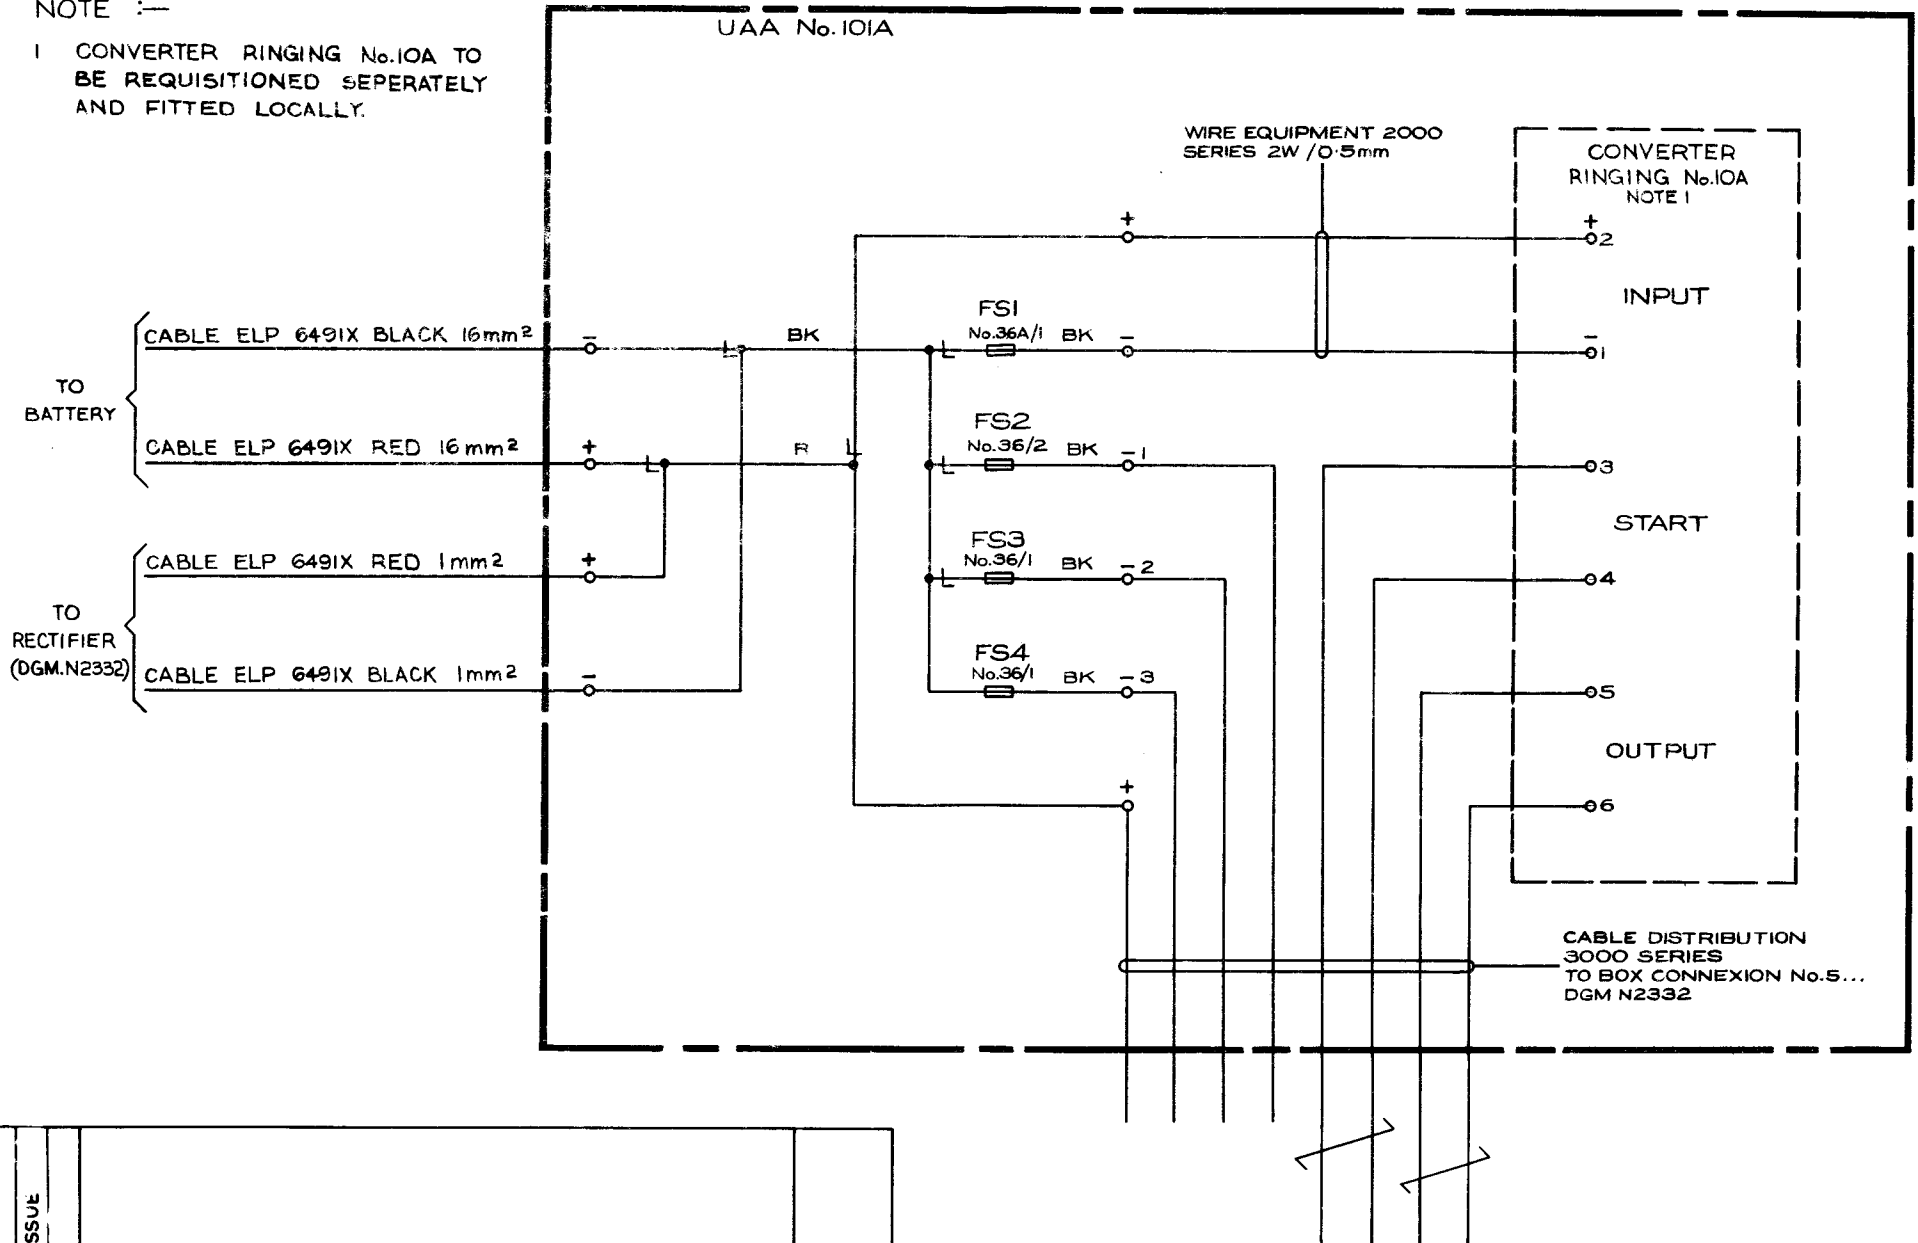 NOTE :—
1 CONVERTER RINGING No.10A TO
BE REQUISITIONED SEPERATELY
AND FITTED LOCALLY.
UAA No.101A
WIRE EQUIPMENT 2000
SERIES 2W/0·5mm
CONVERTER
RINGING No.10A
NOTE 1
+
+
2
INPUT
FS1
No.36A/1 BK -
-
1
TO
BATTERY
CABLE ELP 6491X BLACK 16mm² -
BK
CABLE ELP 6491X RED 16mm² +
R
FS2
No.36/2 BK -1
3
START
TO
RECTIFIER
(DGM.N2332)
CABLE ELP 6491X RED 1mm² +
FS3
No.36/1 BK -2
4
CABLE ELP 6491X BLACK 1mm² -
FS4
No.36/1 BK -3
5
OUTPUT
+
6
CABLE DISTRIBUTION
3000 SERIES
TO BOX CONNEXION No.5...
DGM N2332
SSUE